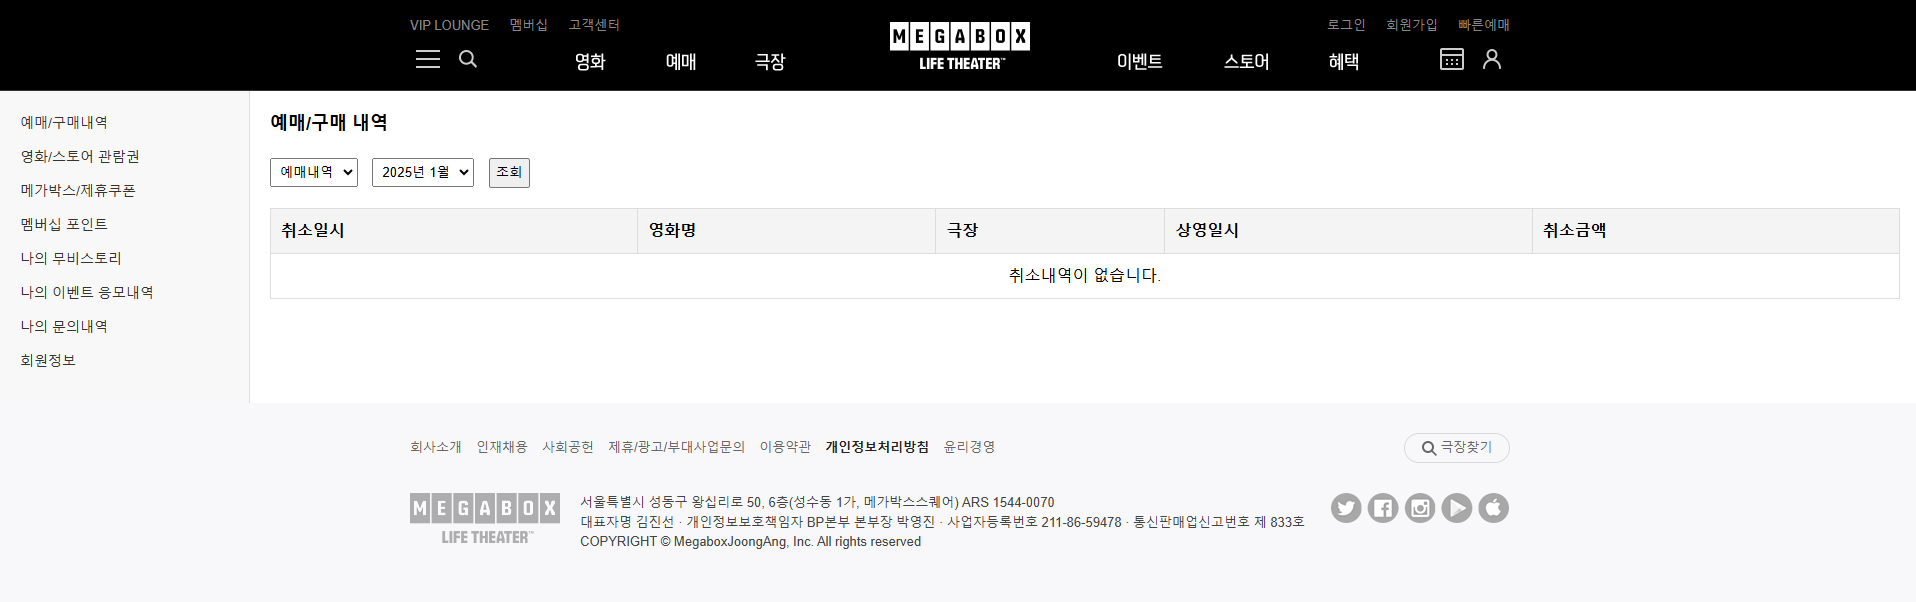 VIP LOUNGE 멤버십 고객센터
로그인 회원가입 빠른예매
영화 예매 극장
MEGABOX
LIFE THEATER™
이벤트 스토어 혜택
예매/구매내역
영화/스토어 관람권
메가박스/제휴쿠폰
멤버십 포인트
나의 무비스토리
나의 이벤트 응모내역
나의 문의내역
회원정보
예매/구매 내역
예매내역 2025년 1월 조회
취소일시 영화명 극장 상영일시 취소금액
취소내역이 없습니다.
회사소개 인재채용 사회공헌 제휴/광고/부대사업문의 이용약관 개인정보처리방침 윤리경영
극장찾기
MEGABOX
LIFE THEATER™
서울특별시 성동구 왕십리로 50, 6층(성수동 1가, 메가박스스퀘어) ARS 1544-0070
대표자명 김진선 · 개인정보보호책임자 BP본부 본부장 박영진 · 사업자등록번호 211-86-59478 · 통신판매업신고번호 제 833호
COPYRIGHT © MegaboxJoongAng, Inc. All rights reserved